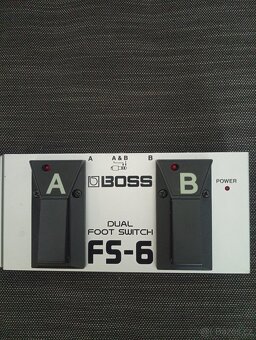 A A & B B
A
BOSS
B
POWER
DUAL
FOOT SWITCH
FS-6